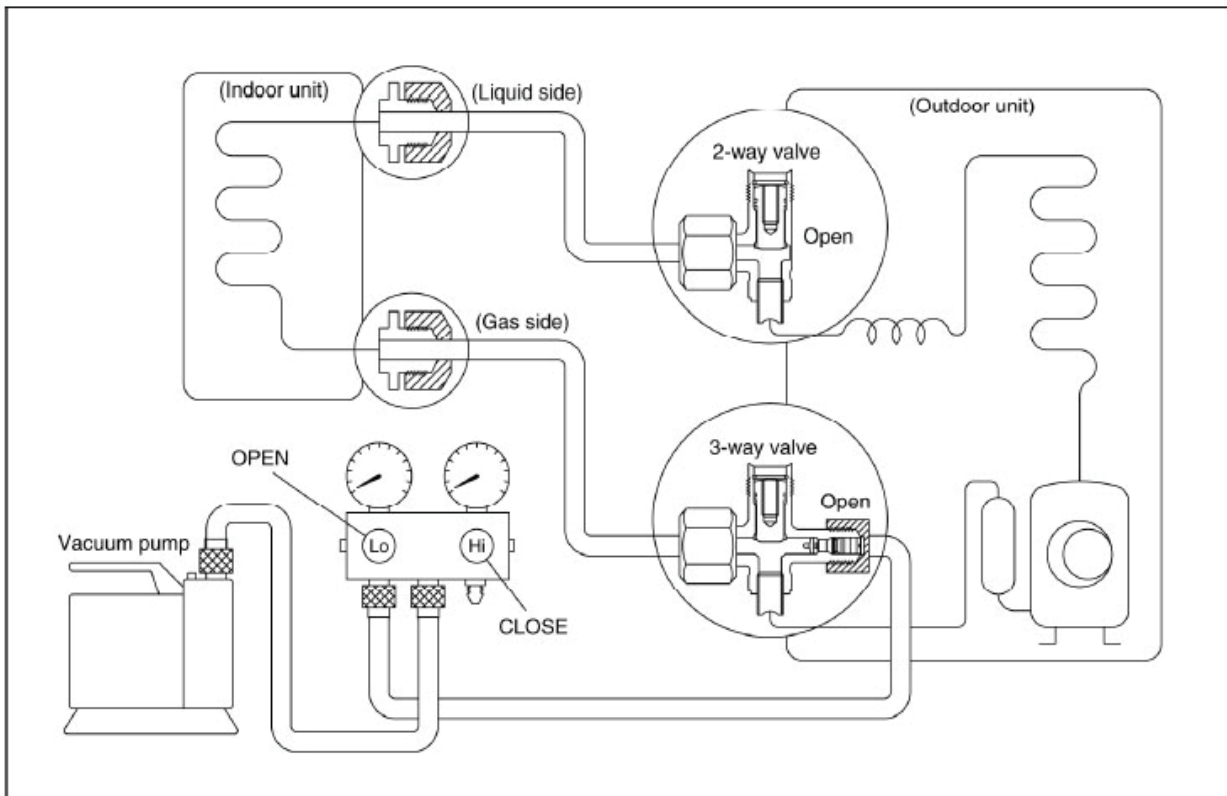 (Indoor unit)
(Liquid side)
(Outdoor unit)
2-way valve
Open
(Gas side)
3-way valve
Open
OPEN
Lo
Hi
Vacuum pump
CLOSE